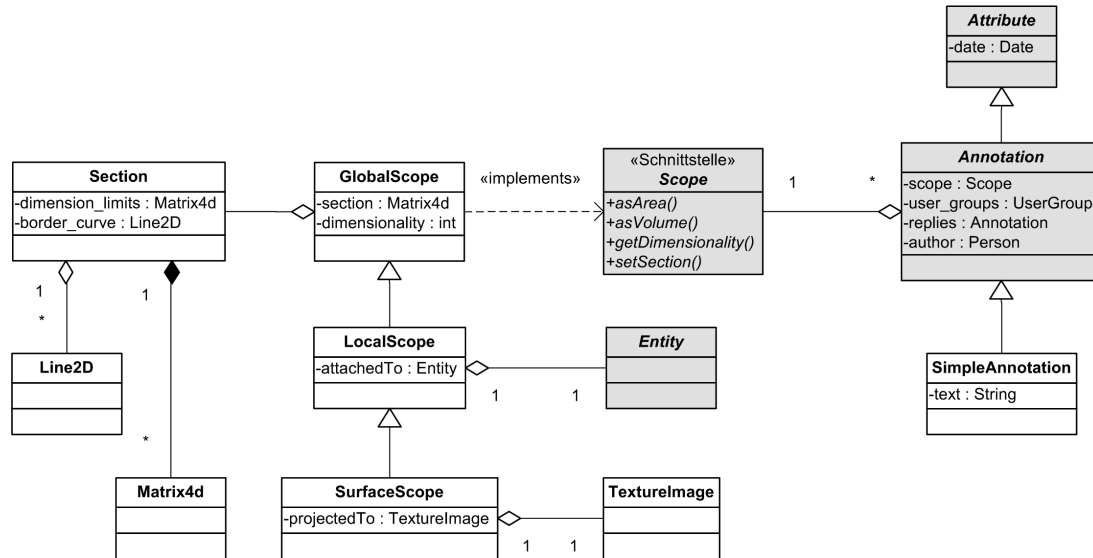 Attribute
-date : Date
Section
-dimension_limits : Matrix4d
-border_curve : Line2D
GlobalScope
-section : Matrix4d
-dimensionality : int
«implements»
«Schnittstelle»
Scope
+asArea()
+asVolume()
+getDimensionality()
+setSection()
1
*
Annotation
-scope : Scope
-user_groups : UserGroup
-replies : Annotation
-author : Person
1
*
1
*
Line2D
Matrix4d
LocalScope
-attachedTo : Entity
1
1
Entity
SimpleAnnotation
-text : String
SurfaceScope
-projectedTo : TextureImage
1
1
TextureImage